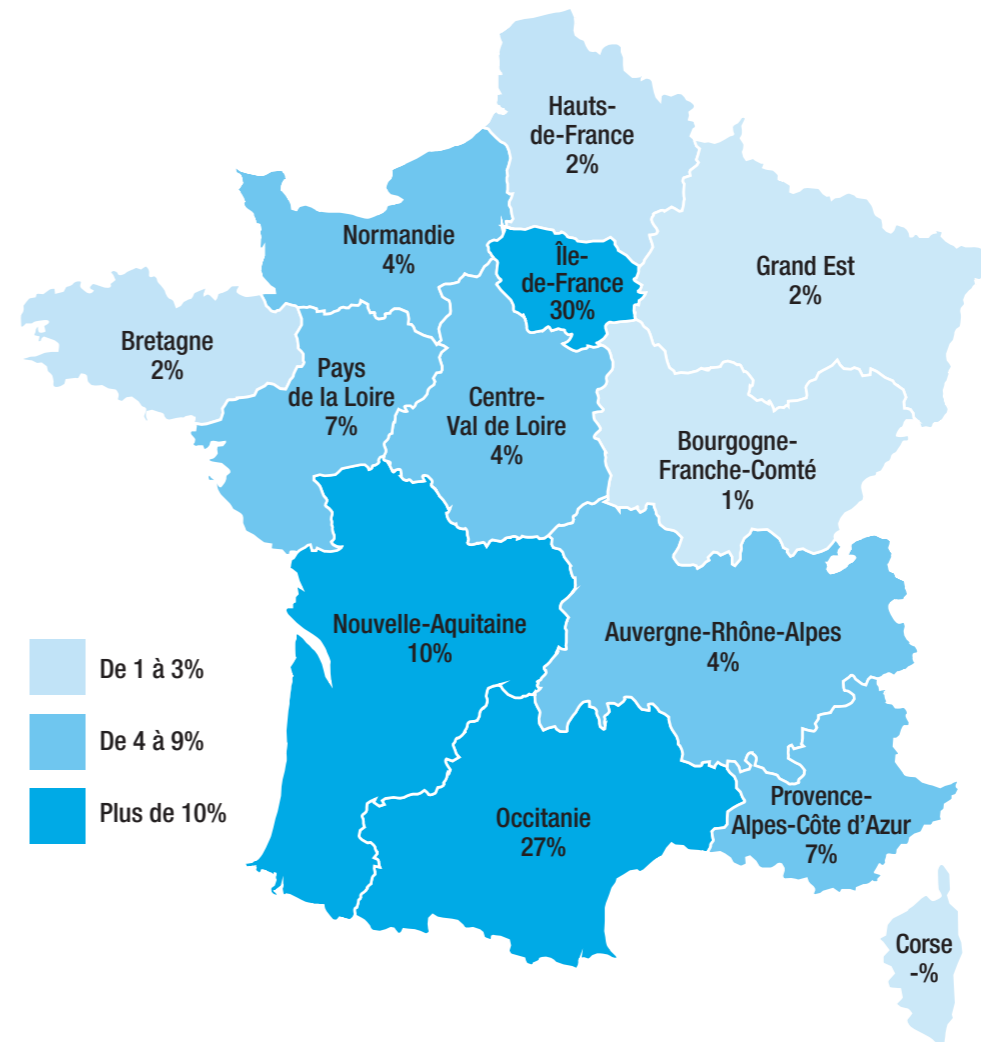 Hauts-
de-France
2%
Normandie
4%
Île-
de-France
30%
Grand Est
2%
Bretagne
2%
Pays
de la Loire
7%
Centre-
Val de Loire
4%
Bourgogne-
Franche-Comté
1%
Nouvelle-Aquitaine
10%
Auvergne-Rhône-Alpes
4%
De 1 à 3%
De 4 à 9%
Plus de 10%
Occitanie
27%
Provence-
Alpes-Côte d’Azur
7%
Corse
-%